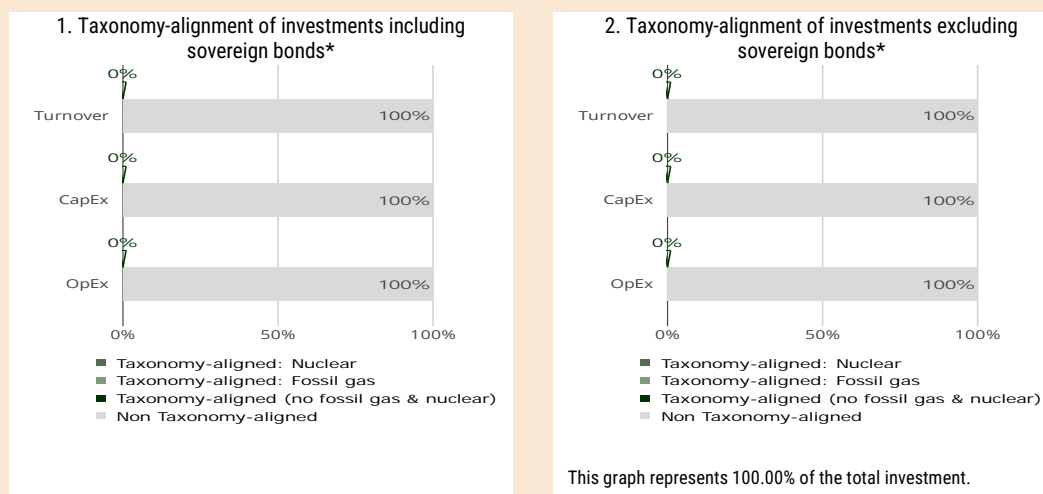 1. Taxonomy-alignment of investments including
sovereign bonds*
0%
Turnover
100%
0%
CapEx
100%
0%
OpEx
100%
0%
50%
100%
Taxonomy-aligned: Nuclear
Taxonomy-aligned: Fossil gas
Taxonomy-aligned (no fossil gas & nuclear)
Non Taxonomy-aligned
2. Taxonomy-alignment of investments excluding
sovereign bonds*
0%
Turnover
100%
0%
CapEx
100%
0%
OpEx
100%
0%
50%
100%
Taxonomy-aligned: Nuclear
Taxonomy-aligned: Fossil gas
Taxonomy-aligned (no fossil gas & nuclear)
Non Taxonomy-aligned
This graph represents 100.00% of the total investment.